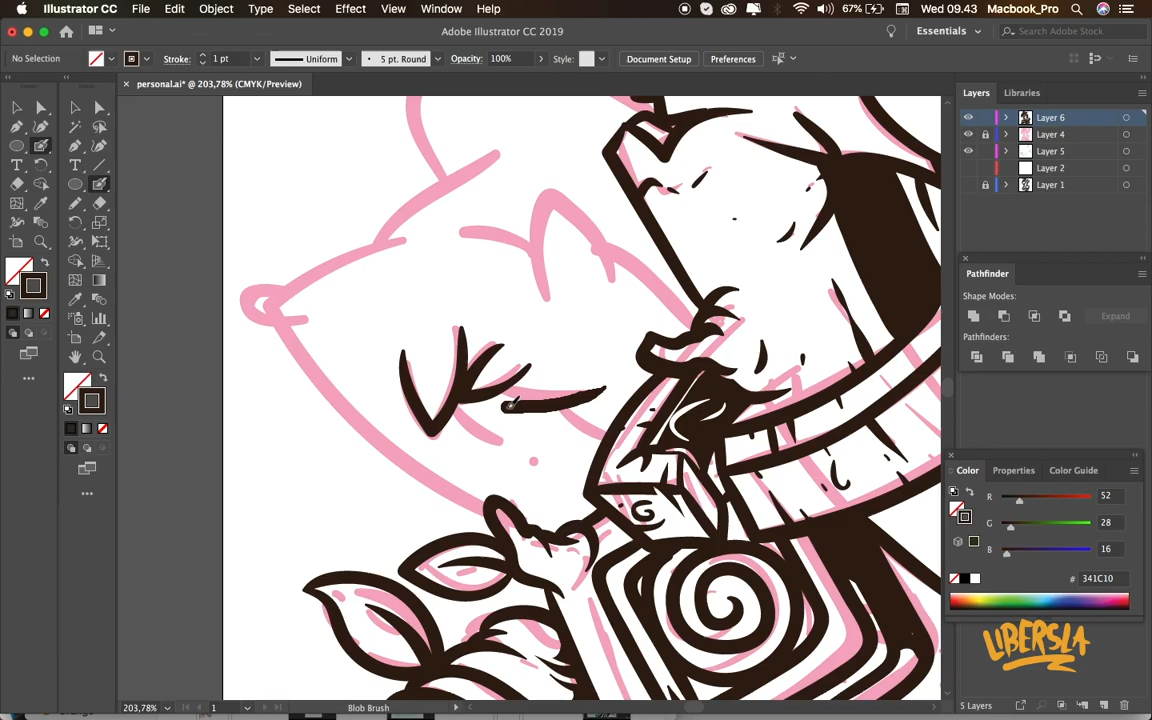 Illustrator CC File Edit Object Type Select Effect View Window Help 67% Wed 09.43 Macbook_Pro
Adobe Illustrator CC 2019 Essentials Search Adobe Stock
No Selection Stroke: 1 pt Uniform 5 pt. Round Opacity: 100% Style: Document Setup Preferences
personal.ai* @ 203,78% (CMYK/Preview)
Layers Libraries
Layer 6
Layer 4
Layer 5
Layer 2
Layer 1
Pathfinder
Shape Modes:
Expand
Pathfinders:
Color Properties Color Guide
R 52
G 28
B 16
# 341C10
LIBERSLA
203,78% 1 Blob Brush 5 Layers